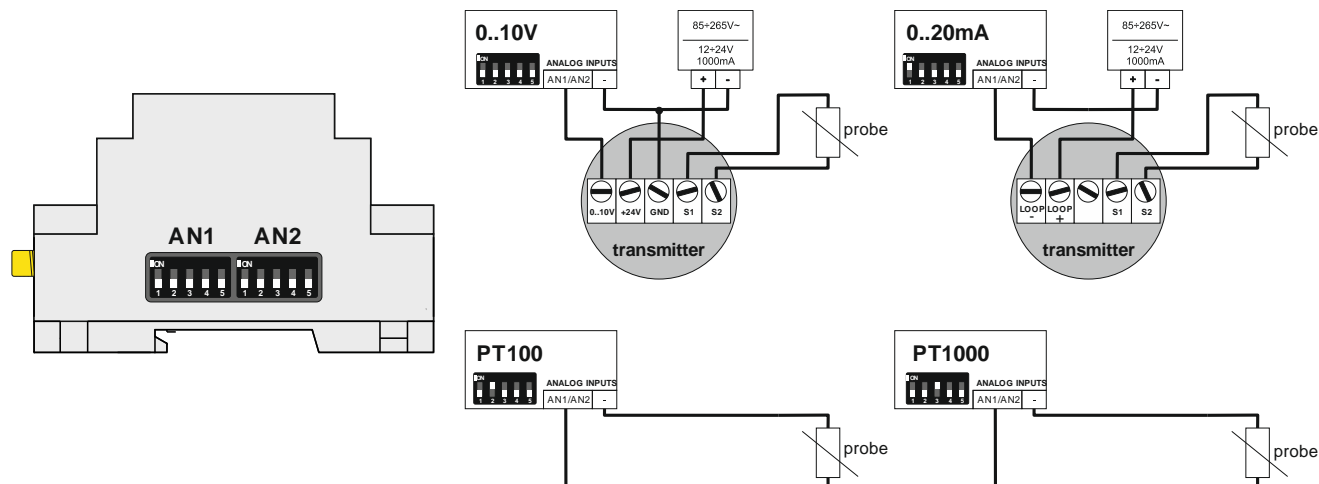 AN1 AN2
ON
1 2 3 4 5
ON
1 2 3 4 5
0..10V
ON
1 2 3 4 5
ANALOG INPUTS
AN1/AN2 -
85÷265V~
12÷24V
1000mA
+ -
probe
0..10V +24V GND S1 S2
transmitter
0..20mA
ON
1 2 3 4 5
ANALOG INPUTS
AN1/AN2 -
85÷265V~
12÷24V
1000mA
+ -
probe
LOOP - LOOP + S1 S2
transmitter
PT100
ON
1 2 3 4 5
ANALOG INPUTS
AN1/AN2 -
probe
PT1000
ON
1 2 3 4 5
ANALOG INPUTS
AN1/AN2 -
probe